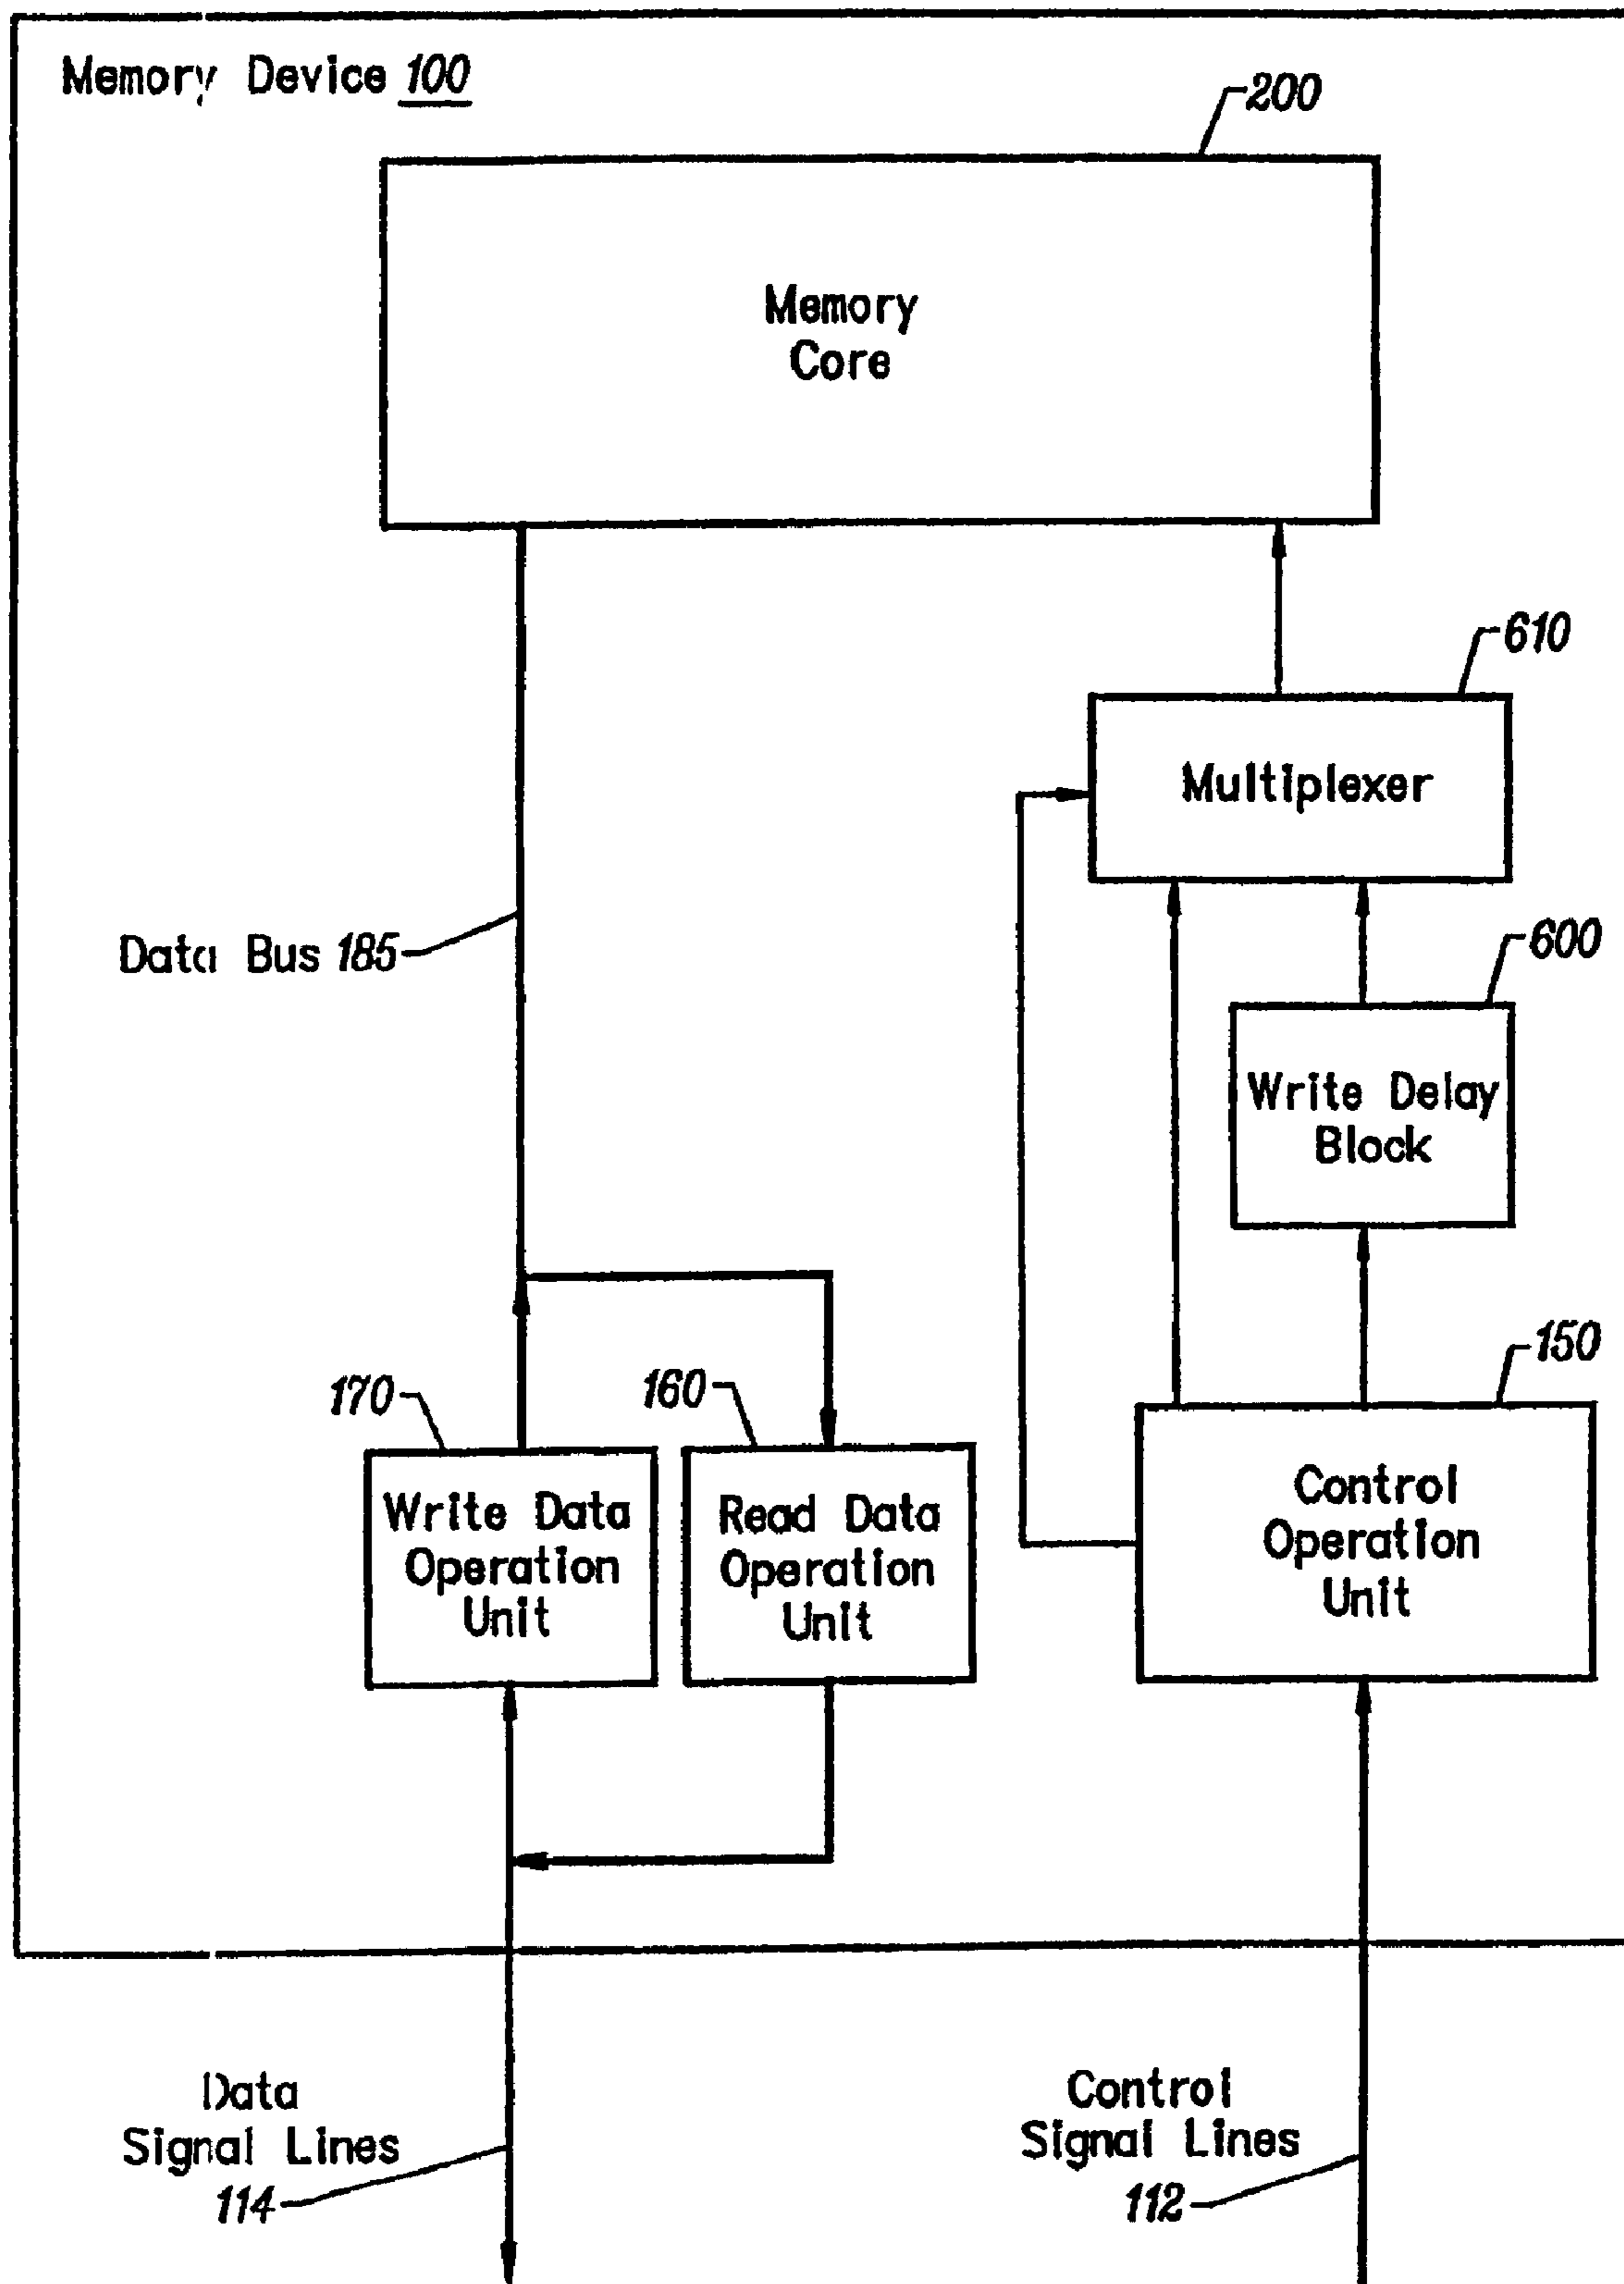 Memory Device 100
200
Memory
Core
610
Multiplexer
Data Bus 185
600
Write Delay
Block
150
170
160
Write Data
Operation
Unit
Read Data
Operation
Unit
Control
Operation
Unit
Data
Signal Lines
114
Control
Signal Lines
112